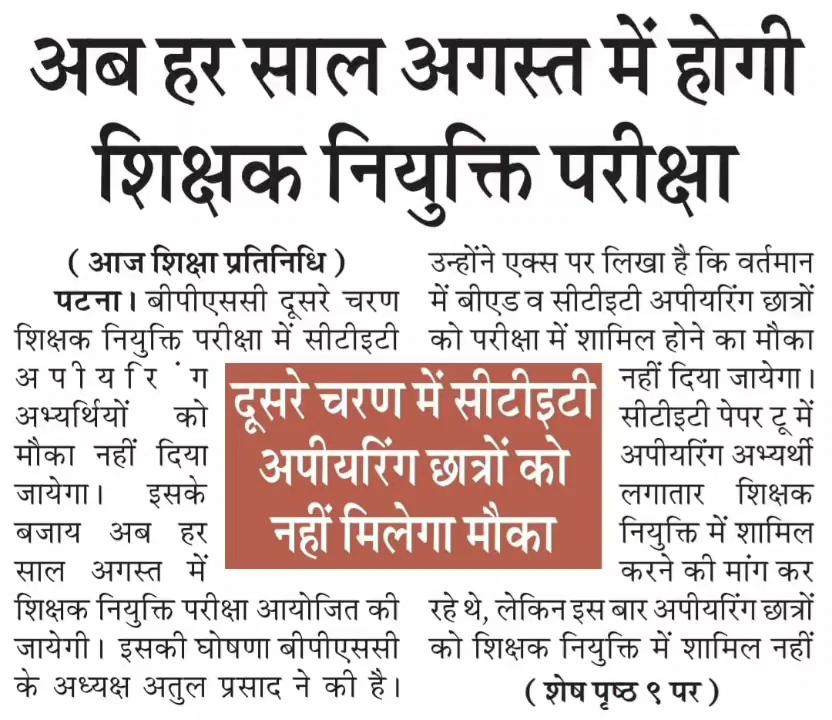 अब हर साल अगस्त में होगी
शिक्षक नियुक्ति परीक्षा
( आज शिक्षा प्रतिनिधि )
पटना। बीपीएससी दूसरे चरण
शिक्षक नियुक्ति परीक्षा में सीटीइटी
अपीयरिंग
अभ्यर्थियों को
मौका नहीं दिया
जायेगा। इसके
बजाय अब हर
साल अगस्त में
शिक्षक नियुक्ति परीक्षा आयोजित की
जायेगी। इसकी घोषणा बीपीएससी
के अध्यक्ष अतुल प्रसाद ने की है।
दूसरे चरण में सीटीइटी
अपीयरिंग छात्रों को
नहीं मिलेगा मौका
उन्होंने एक्स पर लिखा है कि वर्तमान
में बीएड व सीटीइटी अपीयरिंग छात्रों
को परीक्षा में शामिल होने का मौका
नहीं दिया जायेगा।
सीटीइटी पेपर टू में
अपीयरिंग अभ्यर्थी
लगातार शिक्षक
नियुक्ति में शामिल
करने की मांग कर
रहे थे, लेकिन इस बार अपीयरिंग छात्रों
को शिक्षक नियुक्ति में शामिल नहीं
( शेष पृष्ठ ९ पर )